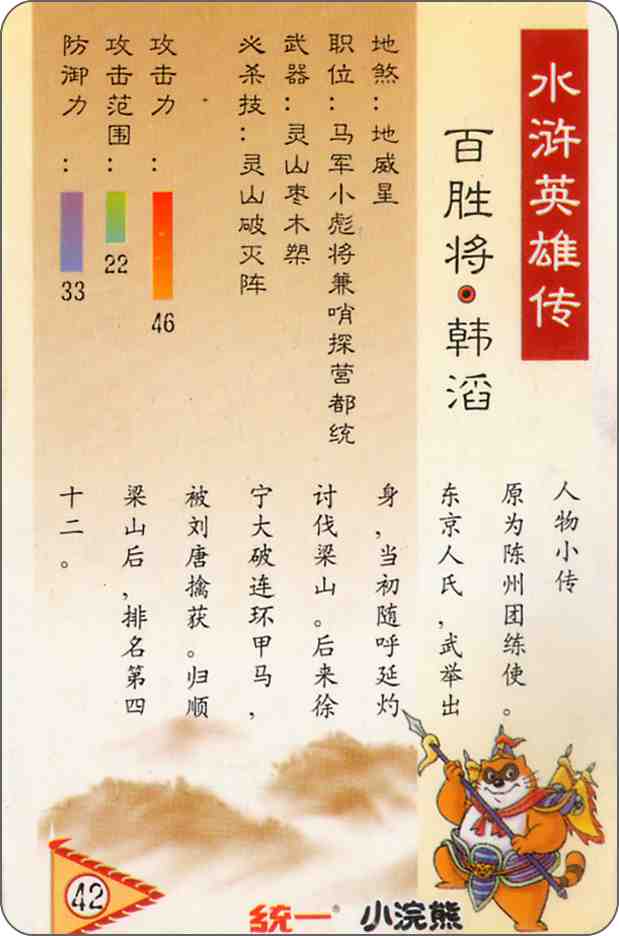 水浒英雄传
百胜将·韩滔
地煞：地威星
职位：马军小彪将兼哨探营都统
武器：灵山枣木槊
必杀技：灵山破灭阵
攻击力：46
攻击范围：22
防御力：33
人物小传
原为陈州团练使。
东京人氏,武举出
身,当初随呼延灼
讨伐梁山。后来徐
宁大破连环甲马,
被刘唐擒获。归顺
梁山后,排名第四
十二。
42
统一®
小浣熊